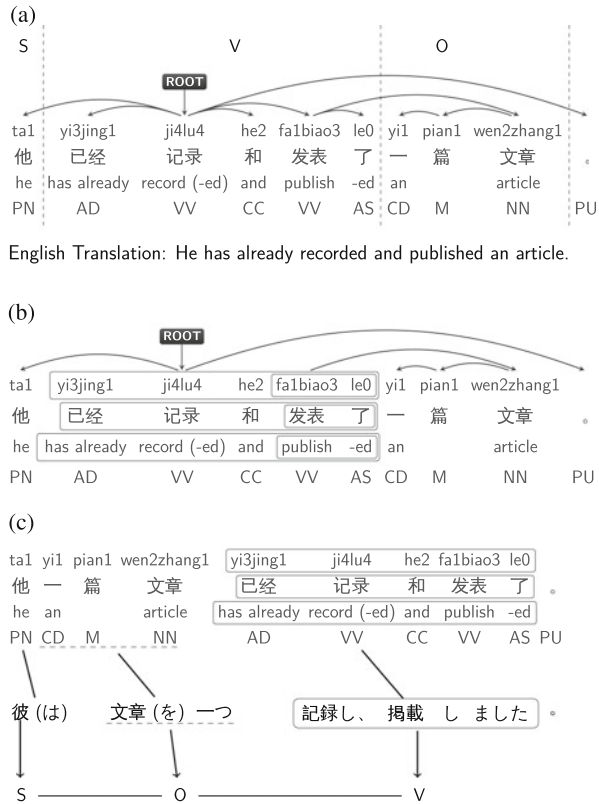 (a)
S V O
ROOT
ta1 yi3jing1 ji4lu4 he2 fa1biao3 le0 yi1 pian1 wen2zhang1
他 已经 记录 和 发表 了 一 篇 文章 。
he has already record (-ed) and publish -ed an article
PN AD VV CC VV AS CD M NN PU
English Translation: He has already recorded and published an article.
(b)
ROOT
ta1 yi3jing1 ji4lu4 he2 fa1biao3 le0 yi1 pian1 wen2zhang1
他 已经 记录 和 发表 了 一 篇 文章 。
he has already record (-ed) and publish -ed an article
PN AD VV CC VV AS CD M NN PU
(c)
ta1 yi1 pian1 wen2zhang1 yi3jing1 ji4lu4 he2 fa1biao3 le0
他 一 篇 文章 已经 记录 和 发表 了 。
he an article has already record (-ed) and publish -ed
PN CD M NN AD VV CC VV AS PU
彼 (は) 文章 (を) 一つ 記録し、 掲載 し ました 。
S O V